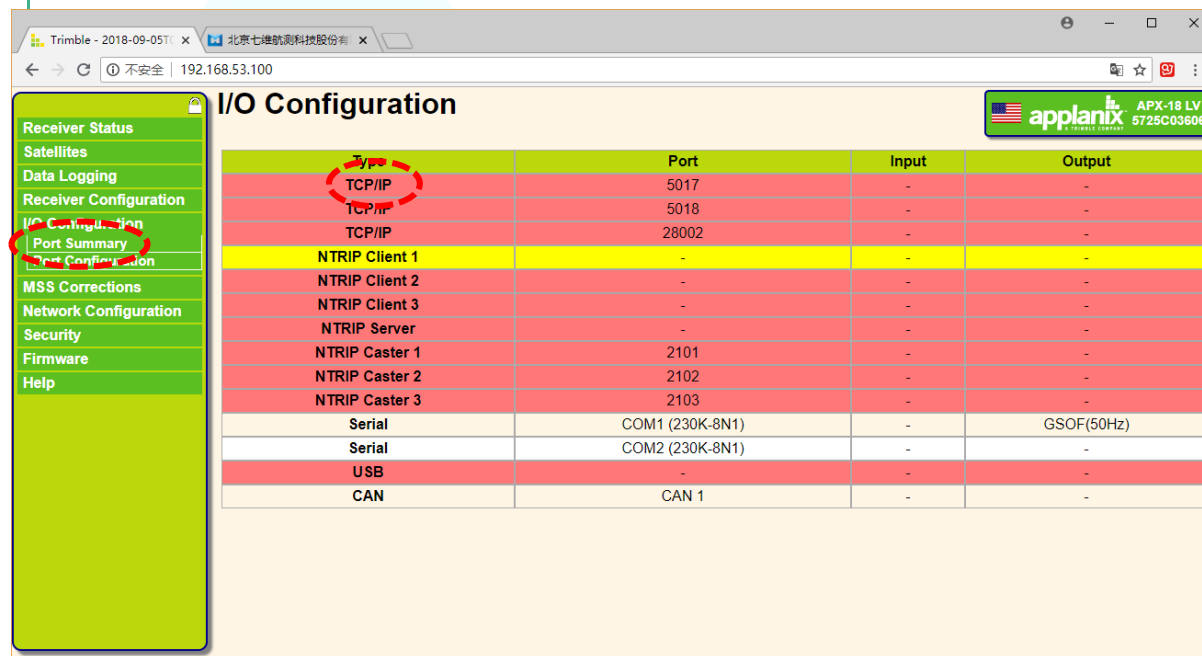 Trimble - 2018-09-05T
北京七维航测科技股份有
不安全 192.168.53.100
I/O Configuration
applanix
A TRIMBLE COMPANY
APX-18 LV
5725C03606
Receiver Status
Satellites
Data Logging
Receiver Configuration
I/O Configuration
Port Summary
Port Configuration
MSS Corrections
Network Configuration
Security
Firmware
Help
Type Port Input Output
TCP/IP 5017 - -
TCP/IP 5018 - -
TCP/IP 28002 - -
NTRIP Client 1 - - -
NTRIP Client 2 - - -
NTRIP Client 3 - - -
NTRIP Server - - -
NTRIP Caster 1 2101 - -
NTRIP Caster 2 2102 - -
NTRIP Caster 3 2103 - -
Serial COM1 (230K-8N1) - GSOF(50Hz)
Serial COM2 (230K-8N1) - -
USB - - -
CAN CAN 1 - -